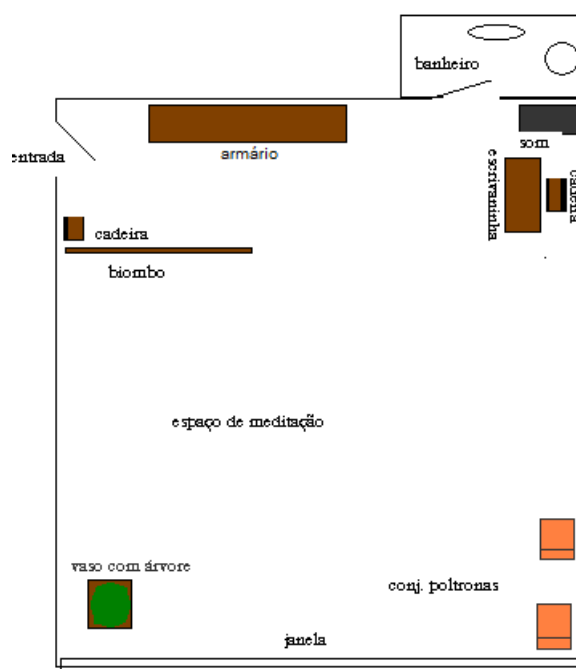 banheiro
som
armário
entrada
escrivaninha
cadeira
cadeira
biombo
espaço de meditação
vaso com árvore
conj. poltronas
janela